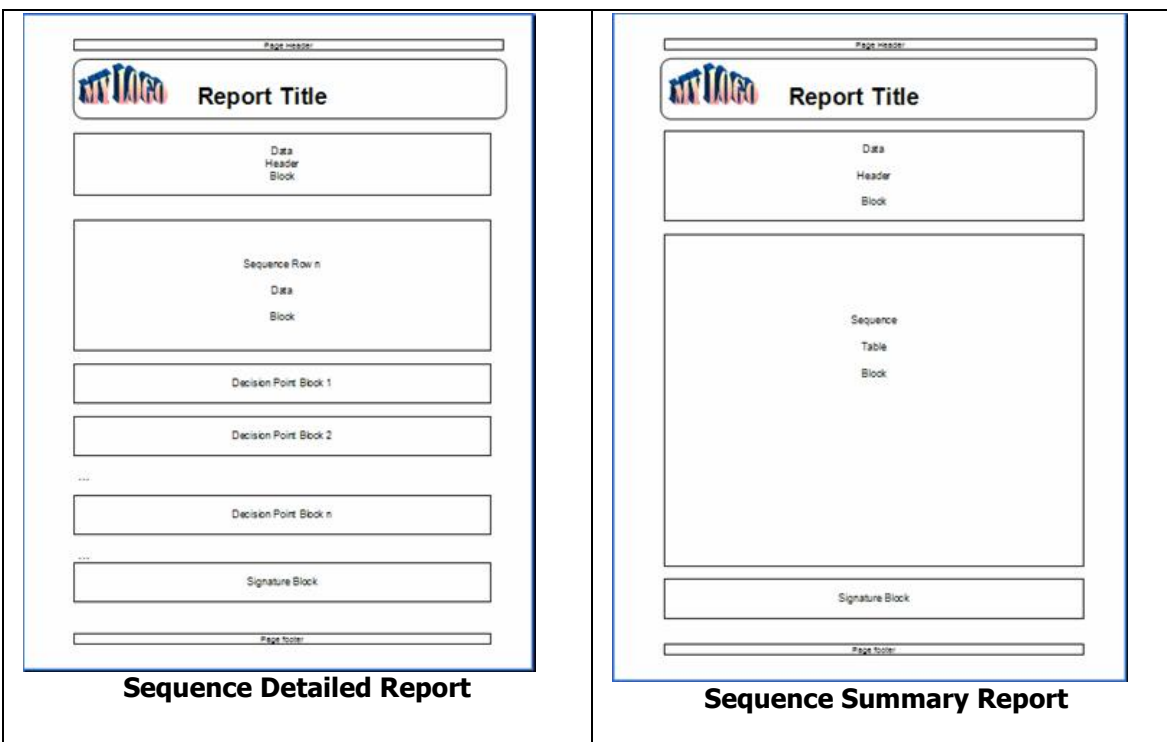 Page Header
MY LOGO
Report Title
Data
Header
Block
Sequence Row n
Data
Block
Decision Point Block 1
Decision Point Block 2
...
Decision Point Block n
...
Signature Block
Page footer
Sequence Detailed Report
Page Header
MY LOGO
Report Title
Data
Header
Block
Sequence
Table
Block
Signature Block
Page footer
Sequence Summary Report